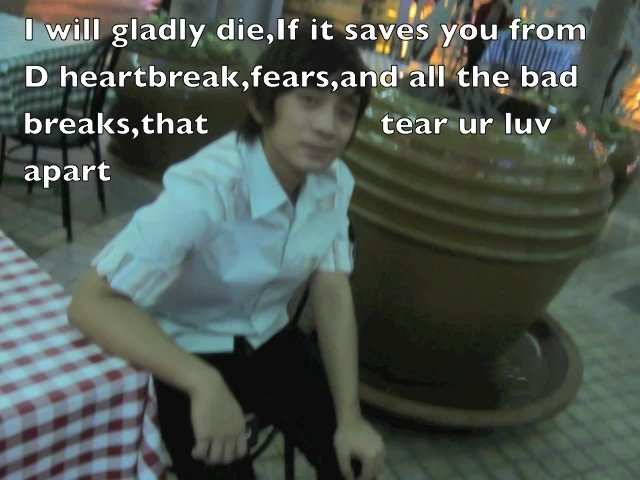 I will gladly die,If it saves you from
D heartbreak,fears,and all the bad
breaks,that tear ur luv
apart